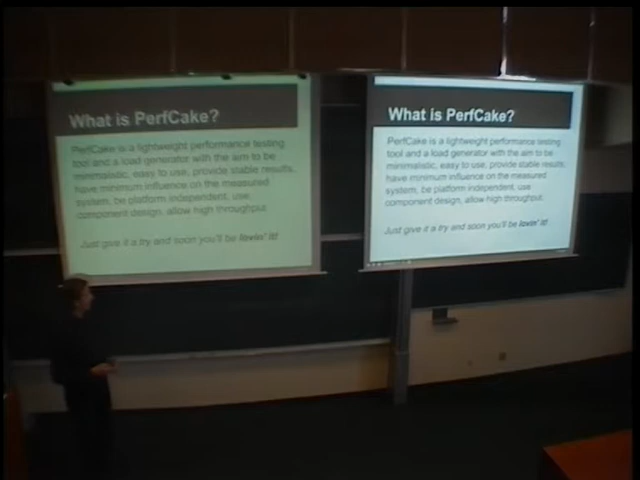 What is PerfCake?
PerfCake is a lightweight performance testing
tool and a load generator with the aim to be
minimalistic, easy to use, provide stable results,
have minimum influence on the measured
system, be platform independent, use
component design, allow high throughput.
Just give it a try and soon you'll be lovin' it!
What is PerfCake?
PerfCake is a lightweight performance testing
tool and a load generator with the aim to be
minimalistic, easy to use, provide stable results,
have minimum influence on the measured
system, be platform independent, use
component design, allow high throughput.
Just give it a try and soon you'll be lovin' it!